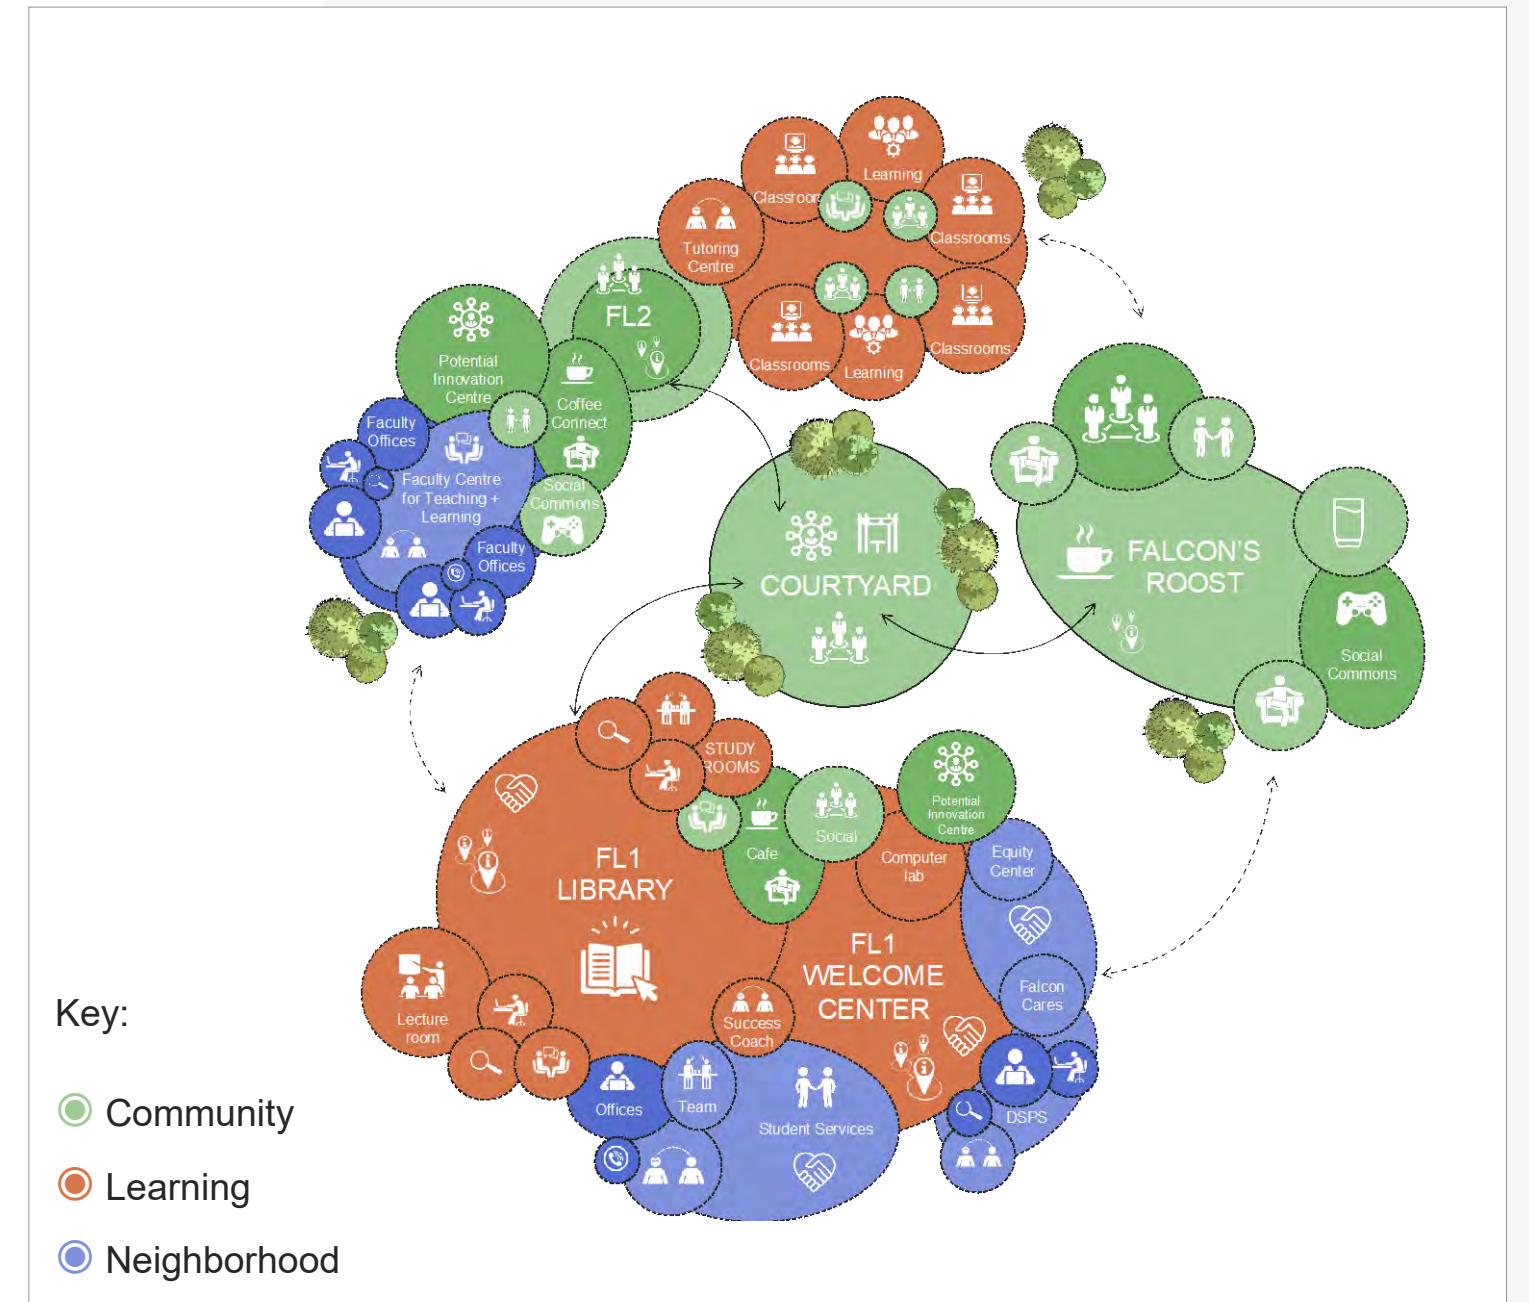 Learning
Classroom
Classrooms
Tutoring
Centre
FL2
Potential
Innovation
Centre
Coffee
Connect
Classrooms
Learning
Classrooms
Faculty
Offices
Faculty Centre
for Teaching +
Learning
Social
Commons
Faculty
Offices
COURTYARD
FALCON'S
ROOST
Social
Commons
STUDY
ROOMS
Cafe
Social
Potential
Innovation
Centre
Computer
lab
Equity
Center
FL1
LIBRARY
FL1
WELCOME
CENTER
Falcon
Cares
Lecture
room
Success
Coach
Offices
Team
Student Services
DSPS
Key:
Community
Learning
Neighborhood